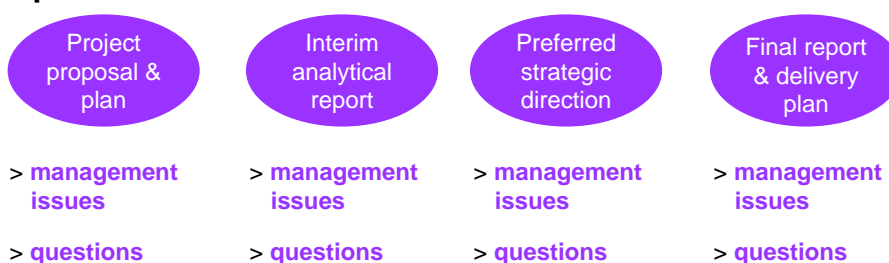 Project
proposal &
plan
Interim
analytical
report
Preferred
strategic
direction
Final report
& delivery
plan
> management
issues
> management
issues
> management
issues
> management
issues
> questions
> questions
> questions
> questions